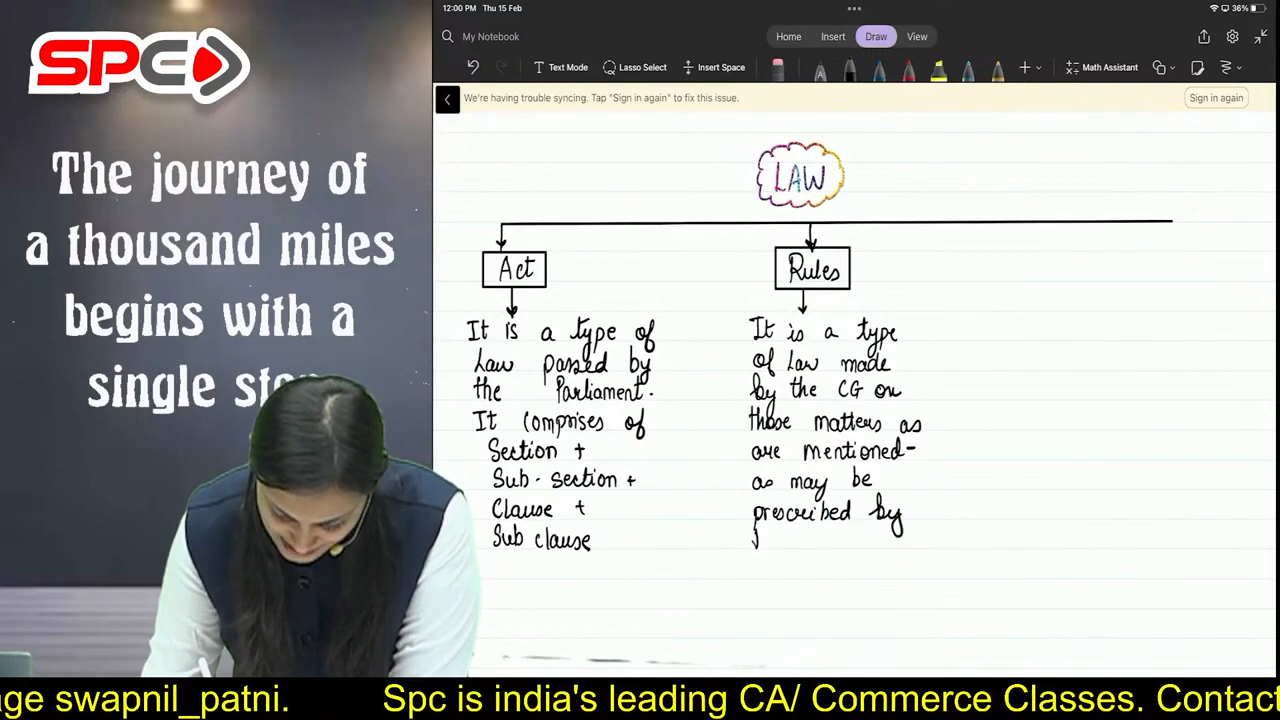 SPC
The journey of
a thousand miles
begins with a
single
12:00 PM Thu 15 Feb
36%
My Notebook
Home Insert Draw View
Text Mode Lasso Select Insert Space Math Assistant
We're having trouble syncing. Tap "Sign in again" to fix this issue.
Sign in again
LAW
Act
It is a type of
Law passed by
the Parliament.
It comprises of
Section +
Sub-section +
Clause +
Sub clause
Rules
It is a type
of Law made
by the CG on
those matters as
are mentioned-
as may be
prescribed by
age swapnil_patni. Spc is india's leading CA/ Commerce Classes. Contact